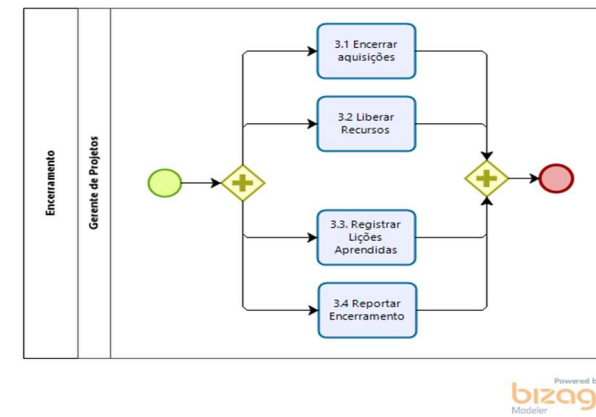 Encerramento
Gerente de Projetos
3.1 Encerrar
aquisições
3.2 Liberar
Recursos
3.3. Registrar
Lições
Aprendidas
3.4 Reportar
Encerramento
Powered
bizag
Modeler